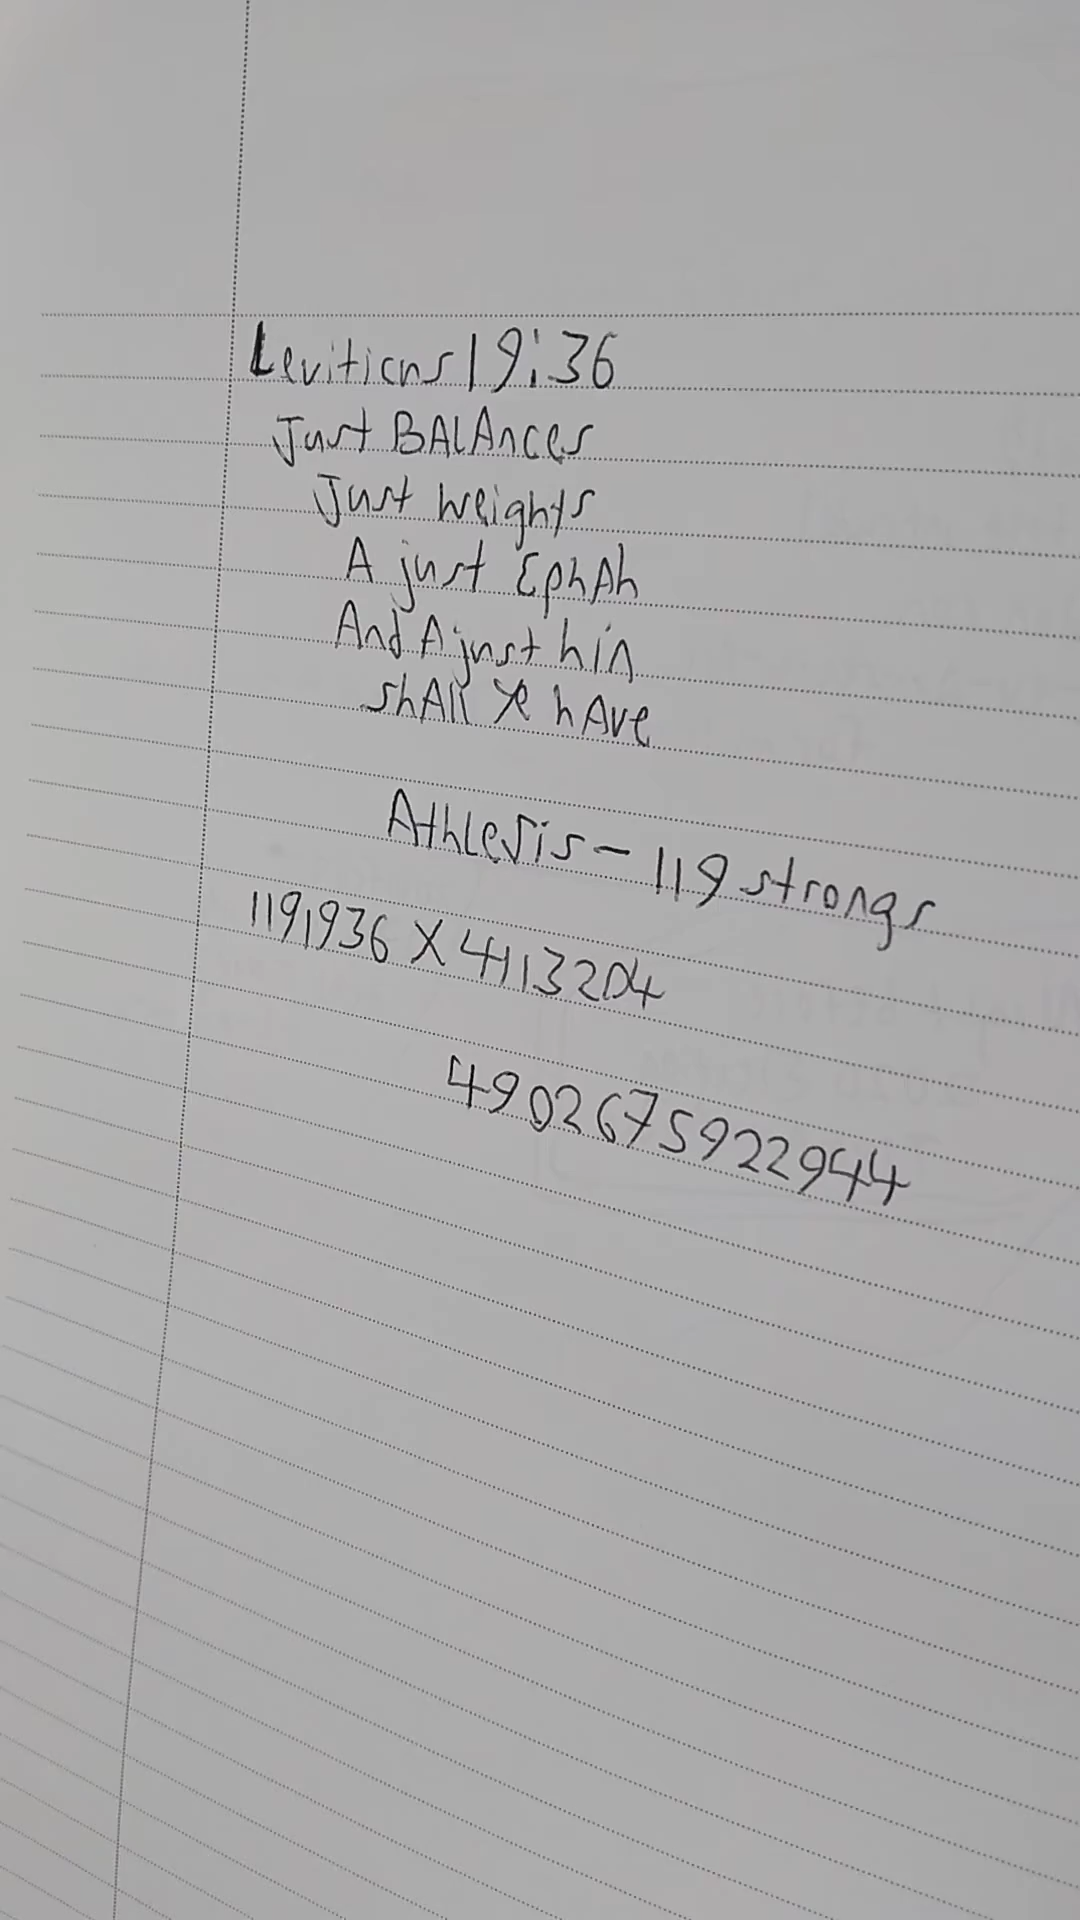 Leviticus 19:36
Just BALAnces
Just weights
A just EphAh
And A just hin
shAll Ye hAve
Athlesis - 119 strongs
1191936 X 4113204
4902675922944